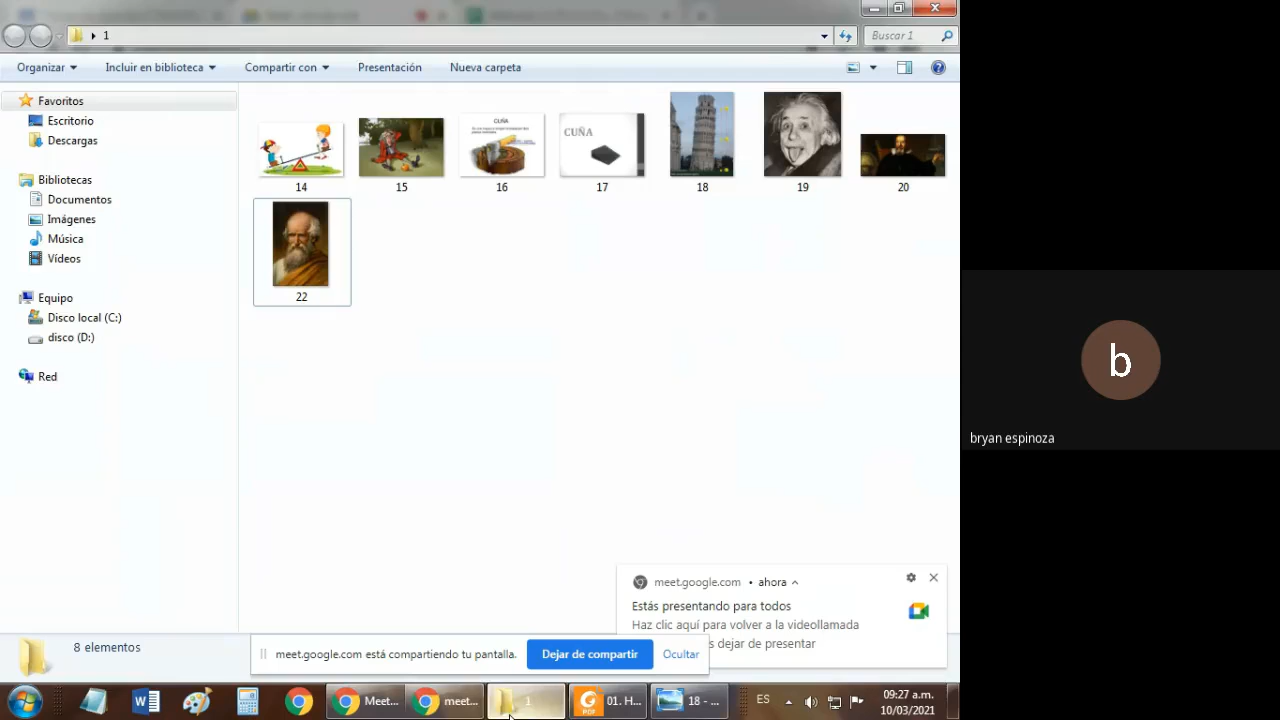 1
Buscar 1
Organizar
Incluir en biblioteca
Compartir con
Presentación
Nueva carpeta
Favoritos
Escritorio
Descargas
Bibliotecas
Documentos
Imágenes
Música
Vídeos
Equipo
Disco local (C:)
disco (D:)
Red
CUÑA
CUÑA
14
15
16
17
18
19
20
22
b
bryan espinoza
meet.google.com • ahora
Estás presentando para todos
Haz clic aquí para volver a la videollamada
s dejar de presentar
8 elementos
meet.google.com está compartiendo tu pantalla.
Dejar de compartir
Ocultar
Meet...
meet...
1
01. H...
18 - ...
ES
09:27 a.m.
10/03/2021